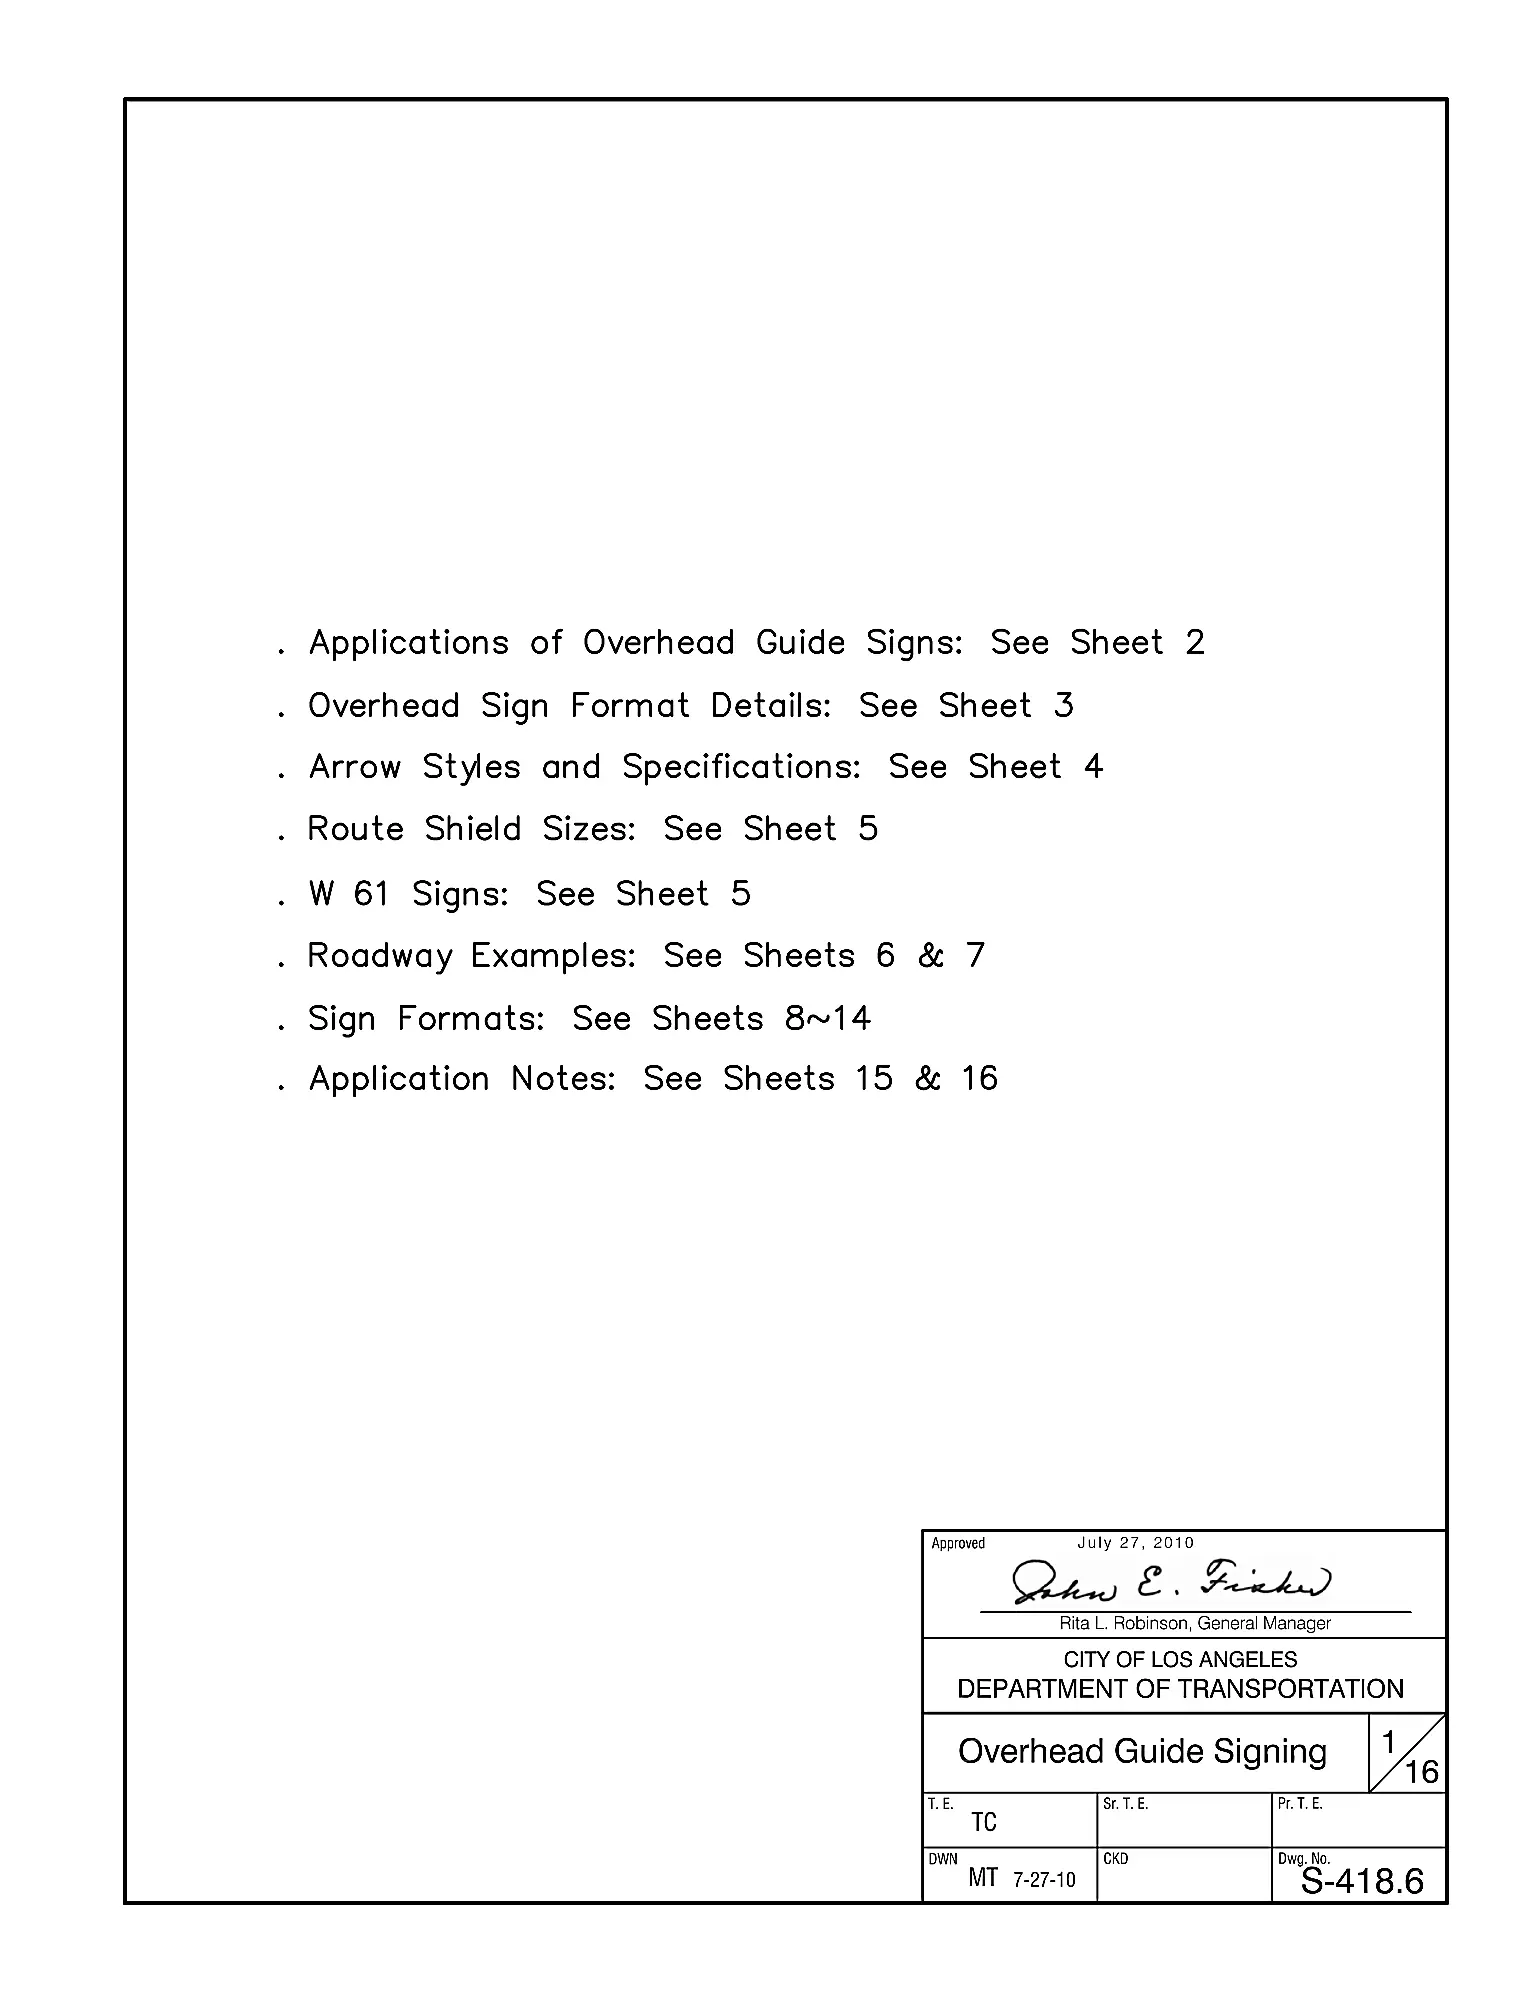 . Applications of Overhead Guide Signs: See Sheet 2
. Overhead Sign Format Details: See Sheet 3
. Arrow Styles and Specifications: See Sheet 4
. Route Shield Sizes: See Sheet 5
. W 61 Signs: See Sheet 5
. Roadway Examples: See Sheets 6 & 7
. Sign Formats: See Sheets 8~14
. Application Notes: See Sheets 15 & 16
Approved July 27, 2010
John E. Fisher
Rita L. Robinson, General Manager
CITY OF LOS ANGELES
DEPARTMENT OF TRANSPORTATION
Overhead Guide Signing 1/16
T. E. TC Sr. T. E. Pr. T. E.
DWN MT 7-27-10 CKD Dwg. No. S-418.6